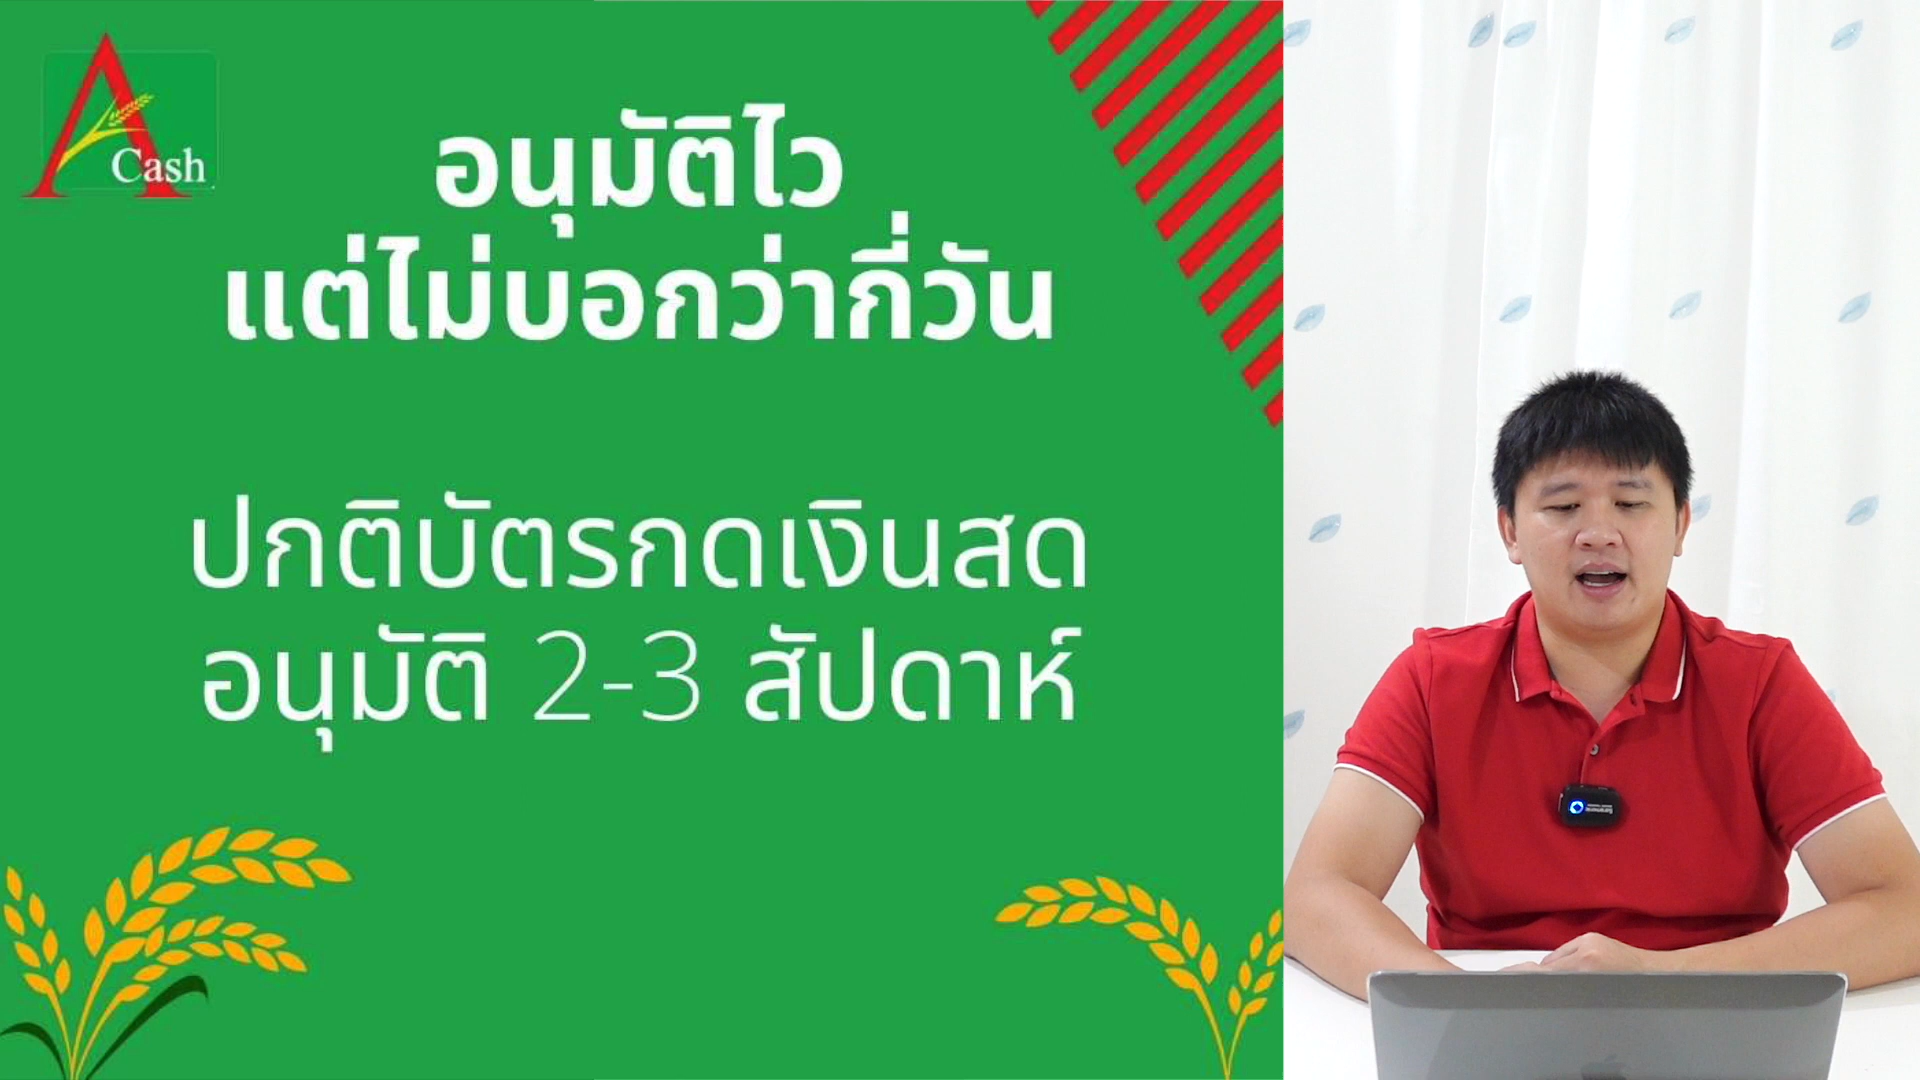 A
Cash
อนุมัติไว
แต่ไม่บอกว่ากี่วัน
ปกติบัตรกดเงินสด
อนุมัติ 2-3 สัปดาห์